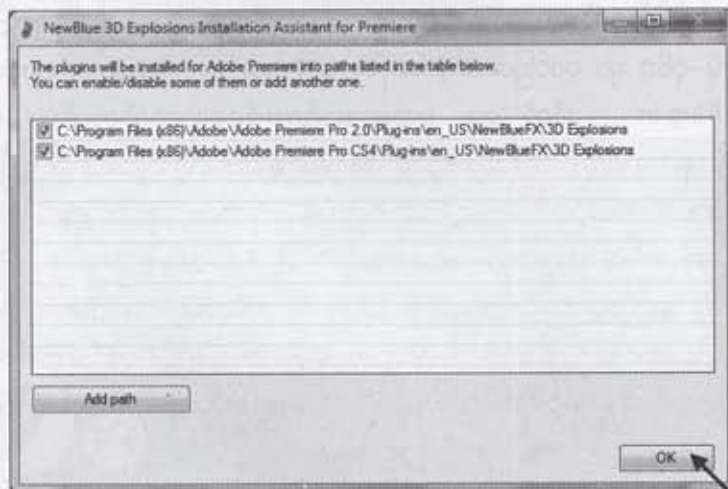 NewBlue 3D Explosions Installation Assistant for Premiere
The plugins will be installed for Adobe Premiere into paths listed in the table below.
You can enable/disable some of them or add another one.
C:\Program Files (x86)\Adobe\Adobe Premiere Pro 2.0\Plug-ins\en_US\NewBlueFX\3D Explosions
C:\Program Files (x86)\Adobe\Adobe Premiere Pro CS4\Plug-ins\en_US\NewBlueFX\3D Explosions
Add path
OK